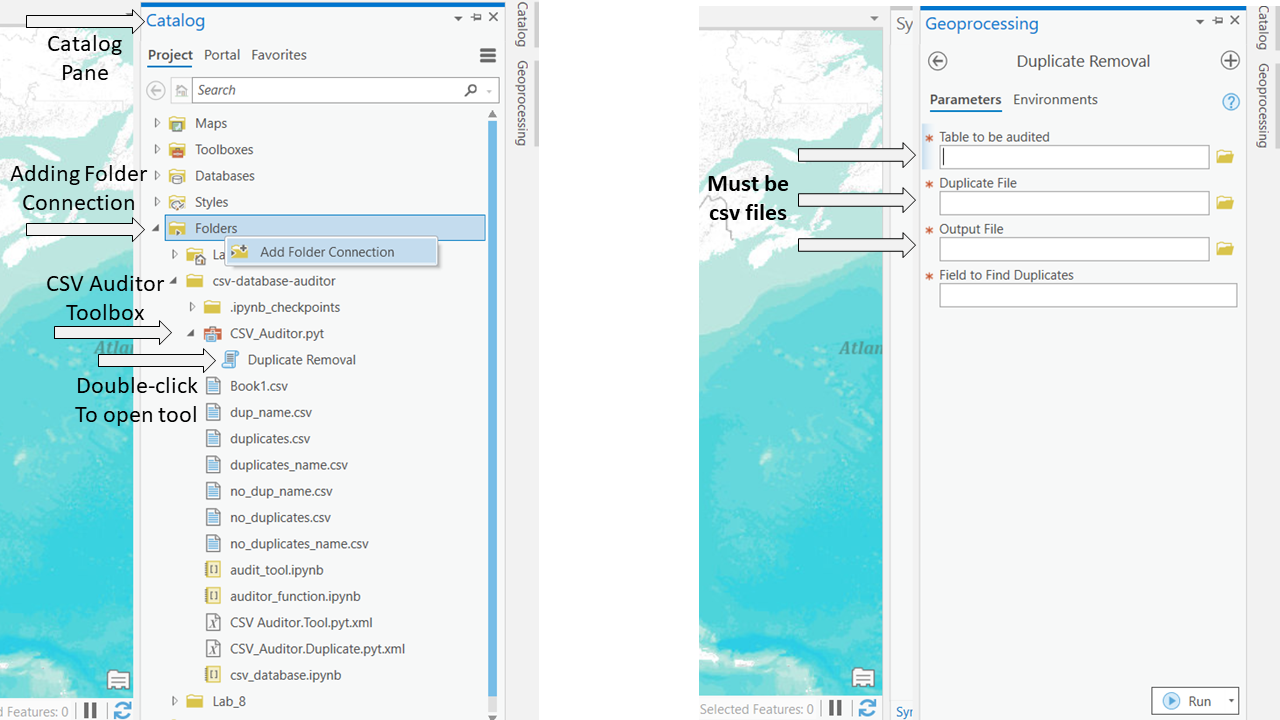 Catalog
Catalog
Pane
Project Portal Favorites
Search
Maps
Toolboxes
Databases
Styles
Adding Folder
Connection
Folders
Add Folder Connection
La
csv-database-auditor
CSV Auditor
Toolbox
.ipynb_checkpoints
CSV_Auditor.pyt
Duplicate Removal
Double-click
To open tool
Book1.csv
dup_name.csv
duplicates.csv
duplicates_name.csv
no_dup_name.csv
no_duplicates.csv
no_duplicates_name.csv
audit_tool.ipynb
auditor_function.ipynb
CSV Auditor.Tool.pyt.xml
CSV_Auditor.Duplicate.pyt.xml
csv_database.ipynb
Lab_8
Atlan
d Features: 0
Catalog
Geoprocessing
Sy
Geoprocessing
Duplicate Removal
Parameters Environments
Table to be audited
Must be
csv files
Duplicate File
Output File
Field to Find Duplicates
Atlan
Selected Features: 0
Syr
Run
Catalog
Geoprocessing